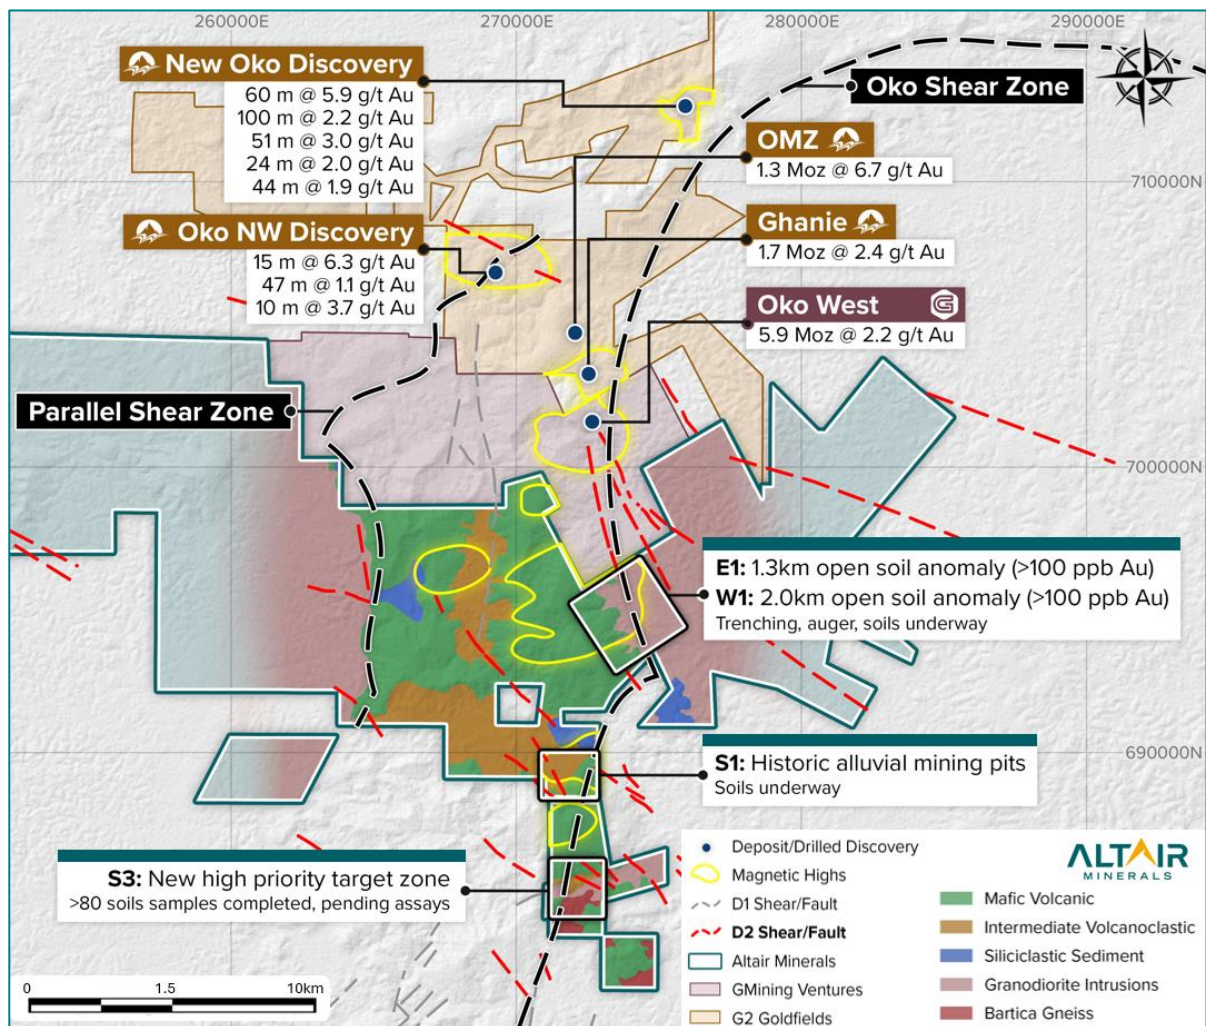 260000E
270000E
280000E
290000E
New Oko Discovery
60 m @ 5.9 g/t Au
100 m @ 2.2 g/t Au
51 m @ 3.0 g/t Au
24 m @ 2.0 g/t Au
44 m @ 1.9 g/t Au
Oko Shear Zone
OMZ
1.3 Moz @ 6.7 g/t Au
710000N
Oko NW Discovery
15 m @ 6.3 g/t Au
47 m @ 1.1 g/t Au
10 m @ 3.7 g/t Au
Ghanie
1.7 Moz @ 2.4 g/t Au
Oko West
G
5.9 Moz @ 2.2 g/t Au
Parallel Shear Zone
700000N
E1: 1.3km open soil anomaly (>100 ppb Au)
W1: 2.0km open soil anomaly (>100 ppb Au)
Trenching, auger, soils underway
690000N
S1: Historic alluvial mining pits
Soils underway
S3: New high priority target zone
>80 soils samples completed, pending assays
Deposit/Drilled Discovery
Magnetic Highs
D1 Shear/Fault
D2 Shear/Fault
Altair Minerals
GMining Ventures
G2 Goldfields
ALTAIR
MINERALS
Mafic Volcanic
Intermediate Volcanoclastic
Siliciclastic Sediment
Granodiorite Intrusions
Bartica Gneiss
0 1.5 10km